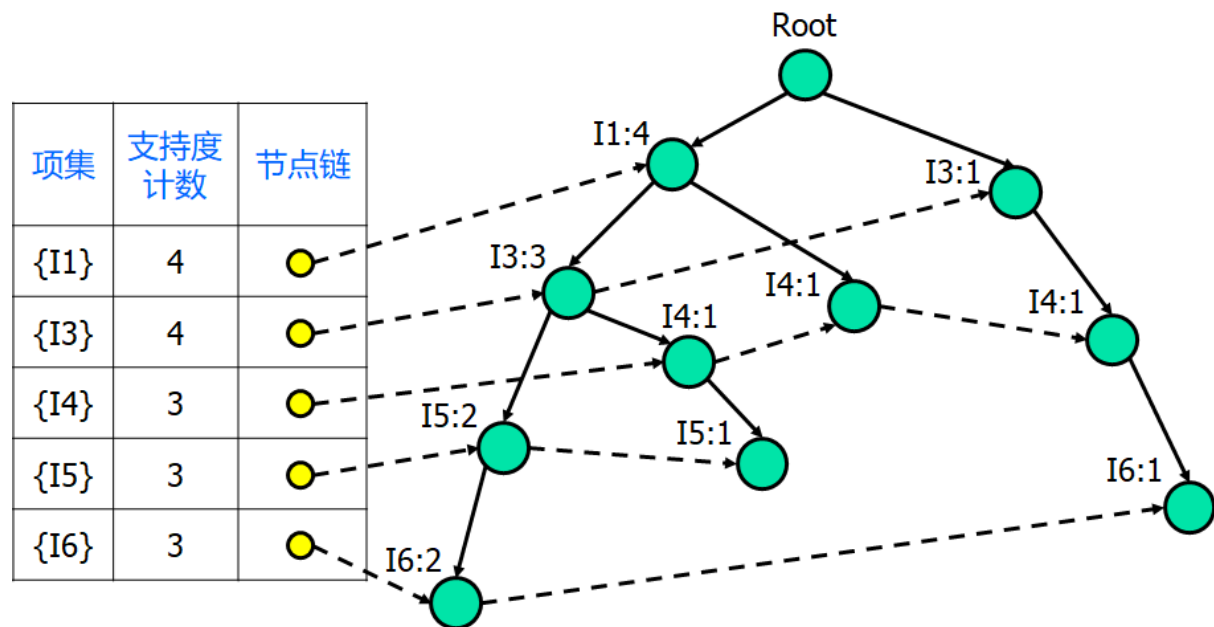 Root
项集 支持度计数 节点链
{I1} 4
{I3} 4
{I4} 3
{I5} 3
{I6} 3
I1:4
I3:1
I3:3
I4:1
I4:1
I4:1
I5:2
I5:1
I6:1
I6:2